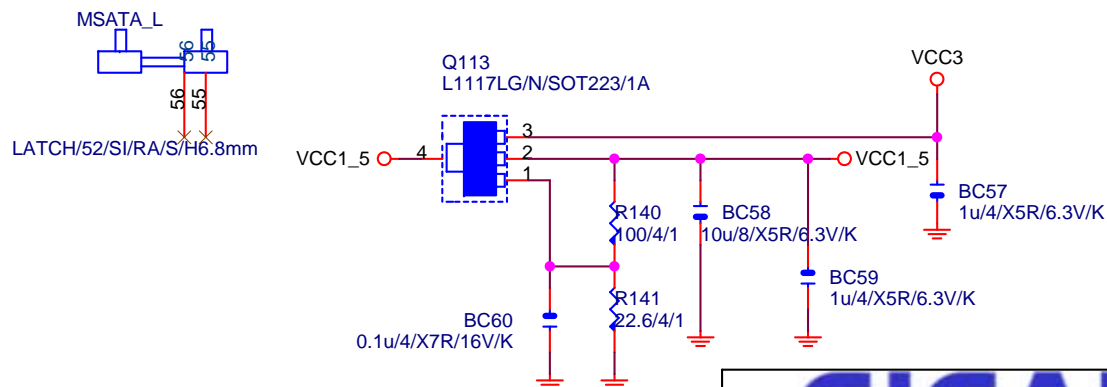 MSATA_L
56
55
56
55
LATCH/52/SI/RA/S/H6.8mm
Q113
L1117LG/N/SOT223/1A
VCC3
3
VCC1_5
4
2
VCC1_5
1
BC57
1u/4/X5R/6.3V/K
R140
100/4/1
BC58
10u/8/X5R/6.3V/K
BC59
1u/4/X5R/6.3V/K
R141
22.6/4/1
BC60
0.1u/4/X7R/16V/K